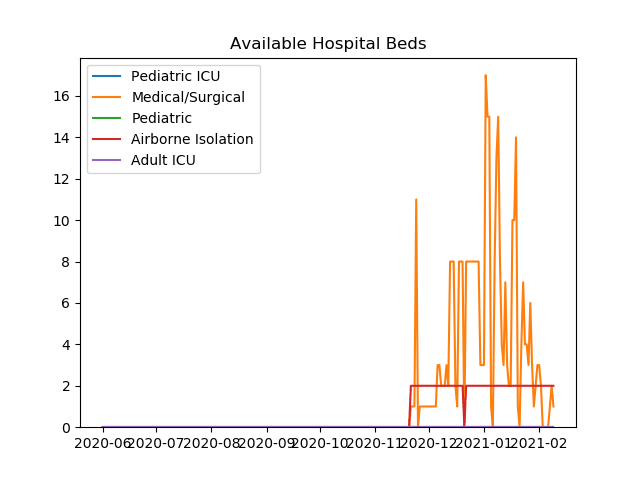 Available Hospital Beds
Pediatric ICU
Medical/Surgical
Pediatric
Airborne Isolation
Adult ICU
16
14
12
10
8
6
4
2
0
2020-06 2020-07 2020-08 2020-09 2020-10 2020-11 2020-12 2021-01 2021-02